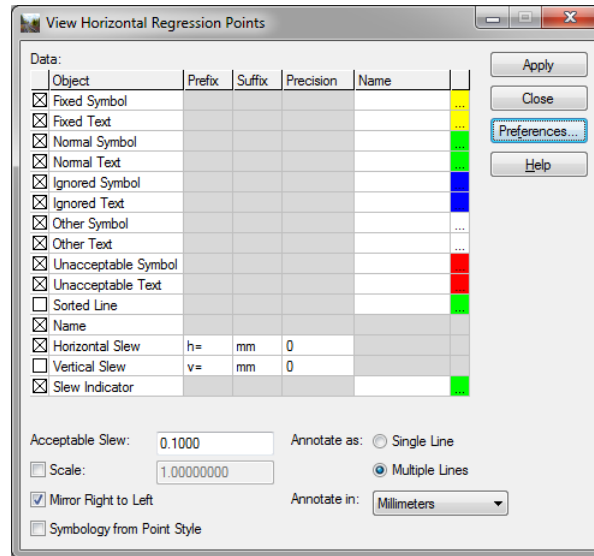 View Horizontal Regression Points
Data:
Object Prefix Suffix Precision Name
Fixed Symbol ...
Fixed Text ...
Normal Symbol ...
Normal Text ...
Ignored Symbol ...
Ignored Text ...
Other Symbol ...
Other Text ...
Unacceptable Symbol ...
Unacceptable Text ...
Sorted Line ...
Name
Horizontal Slew h= mm 0
Vertical Slew v= mm 0
Slew Indicator ...
Apply
Close
Preferences...
Help
Acceptable Slew: 0.1000
Annotate as: Single Line
Scale: 1.00000000
Multiple Lines
Mirror Right to Left
Annotate in: Millimeters
Symbology from Point Style